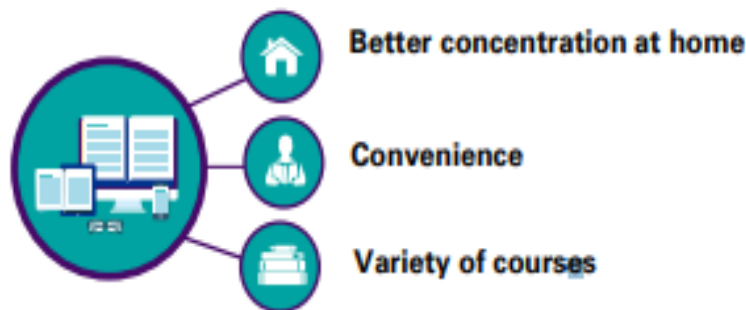 Better concentration at home
Convenience
Variety of courses